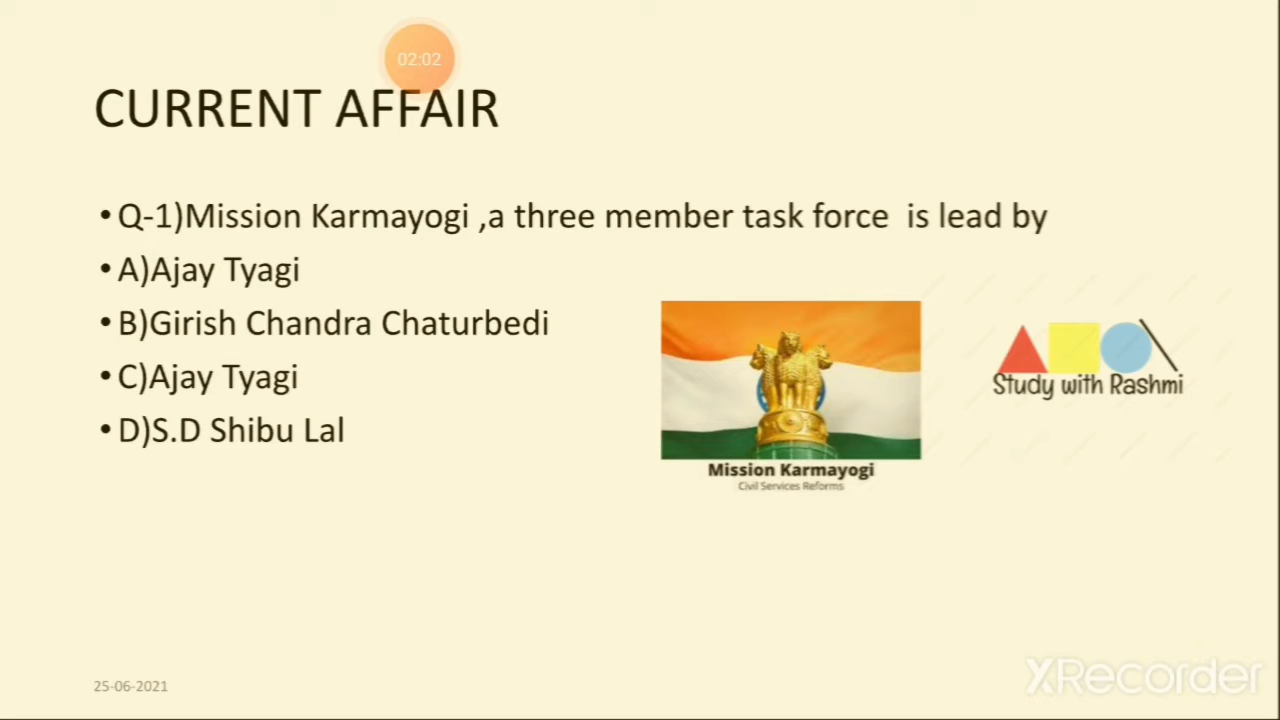 02:02
CURRENT AFFAIR
• Q-1)Mission Karmayogi ,a three member task force is lead by
• A)Ajay Tyagi
• B)Girish Chandra Chaturbedi
• C)Ajay Tyagi
• D)S.D Shibu Lal
Mission Karmayogi
Civil Services Reforms
Study with Rashmi
25-06-2021
XRecorder